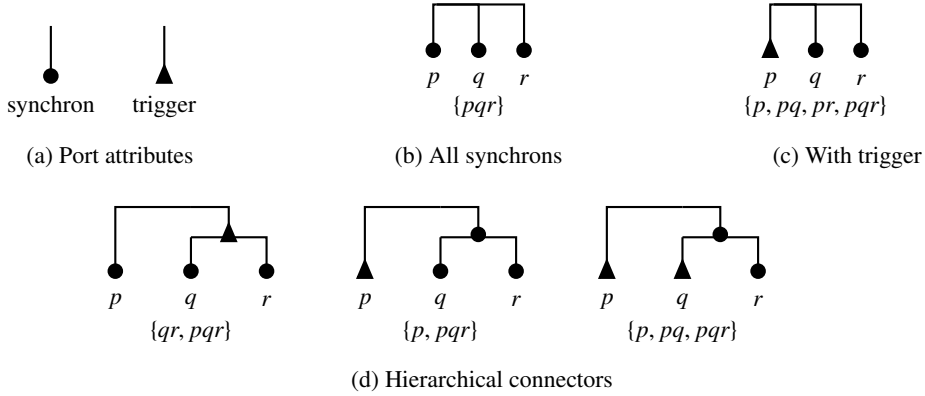 synchron trigger
(a) Port attributes
p q r
{pqr}
(b) All synchrons
p q r
{p, pq, pr, pqr}
(c) With trigger
p q r
{qr, pqr}
p q r
{p, pqr}
p q r
{p, pq, pqr}
(d) Hierarchical connectors